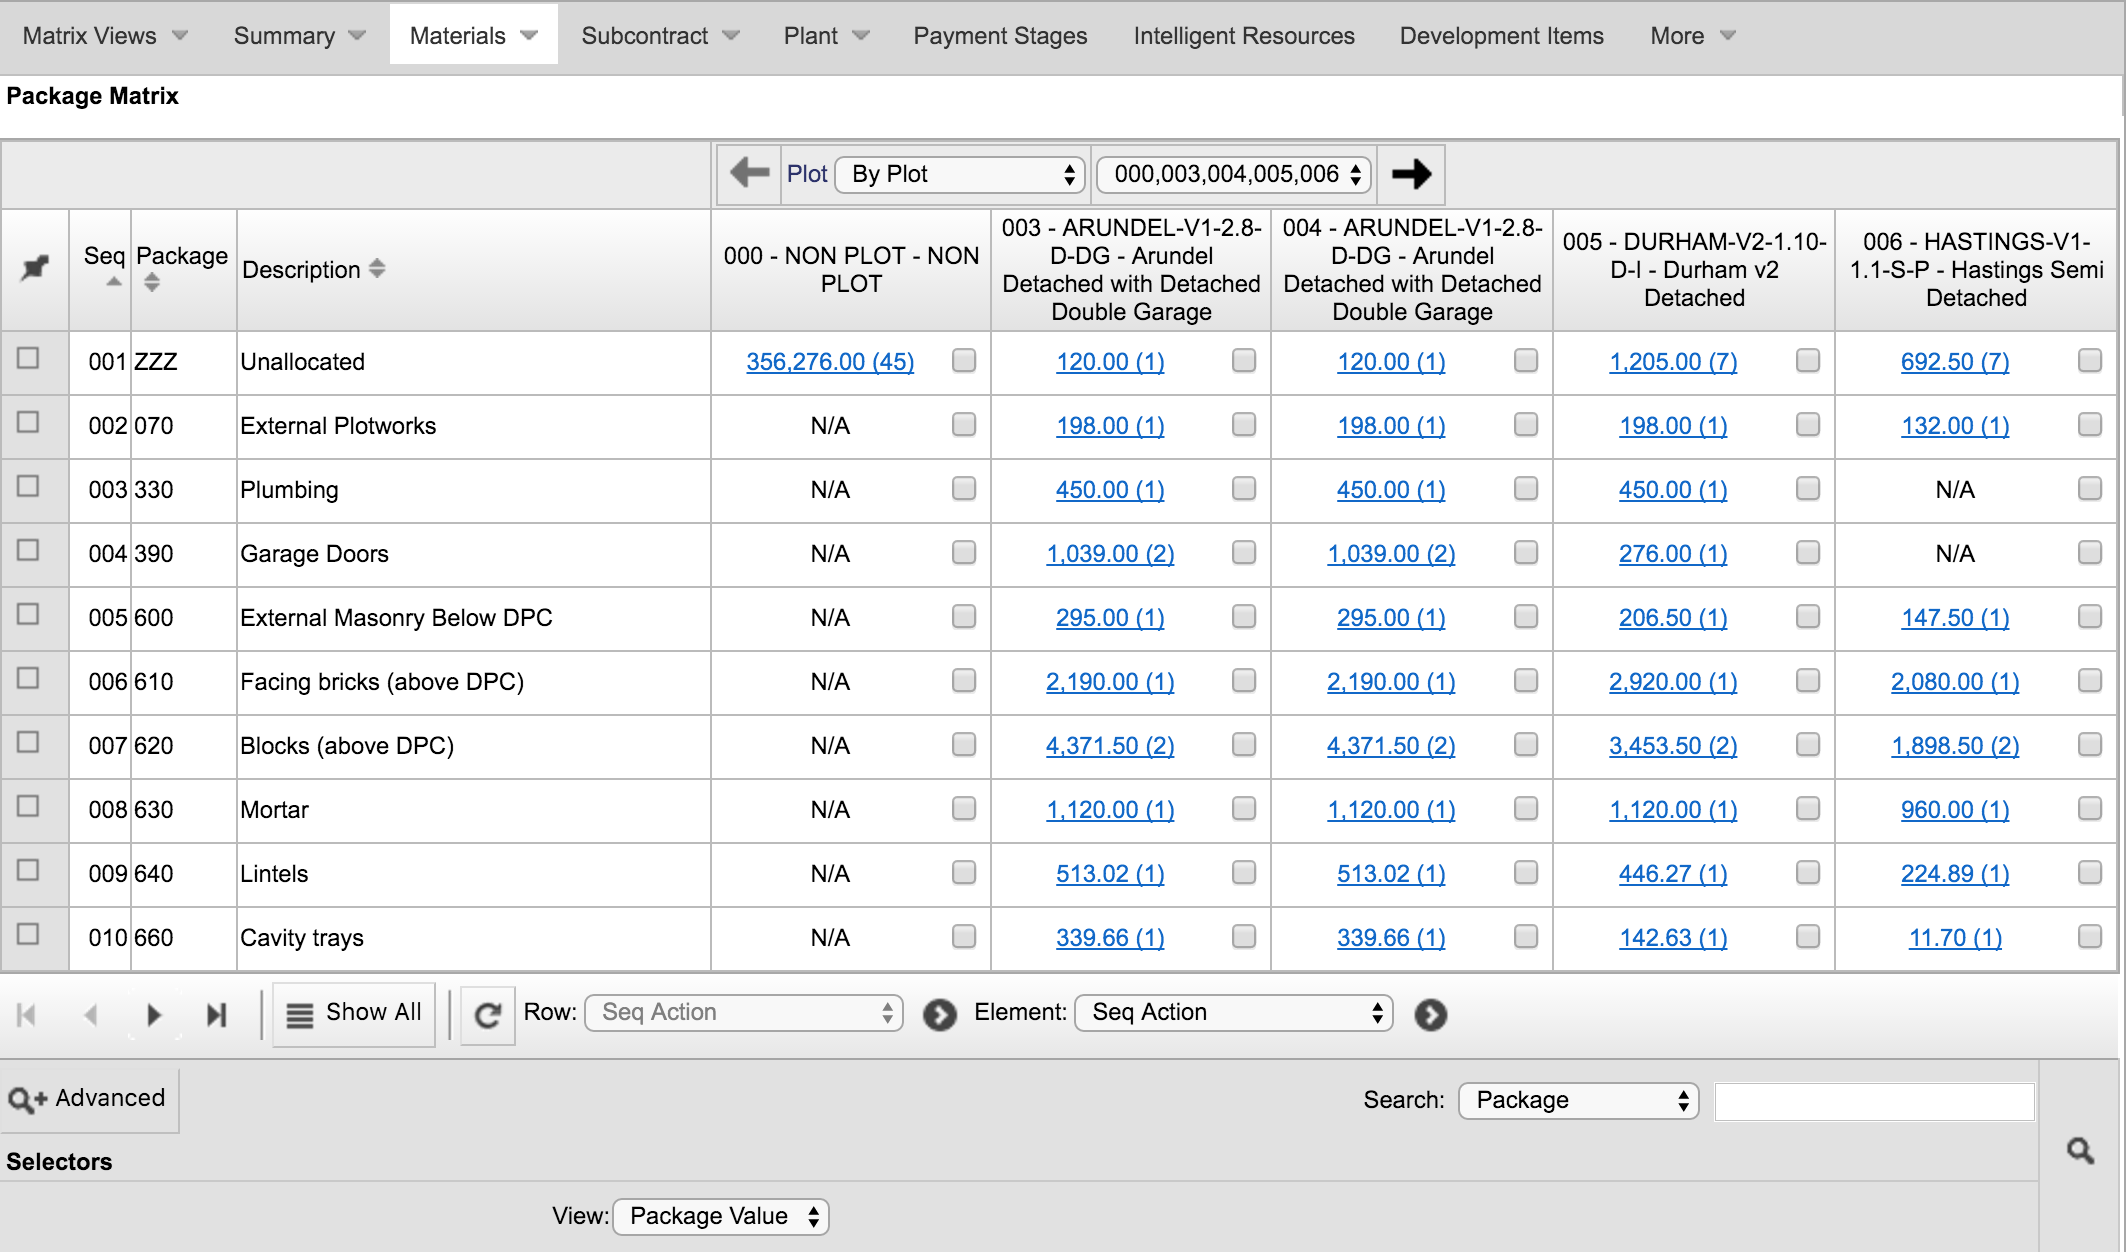 Matrix Views Summary Materials Subcontract Plant Payment Stages Intelligent Resources Development Items More
Package Matrix
Plot By Plot 000,003,004,005,006
Seq Package Description
000 - NON PLOT - NON
PLOT
003 - ARUNDEL-V1-2.8-
D-DG - Arundel
Detached with Detached
Double Garage
004 - ARUNDEL-V1-2.8-
D-DG - Arundel
Detached with Detached
Double Garage
005 - DURHAM-V2-1.10-
D-I - Durham v2
Detached
006 - HASTINGS-V1-
1.1-S-P - Hastings Semi
Detached
001 ZZZ Unallocated 356,276.00 (45) 120.00 (1) 120.00 (1) 1,205.00 (7) 692.50 (7)
002 070 External Plotworks N/A 198.00 (1) 198.00 (1) 198.00 (1) 132.00 (1)
003 330 Plumbing N/A 450.00 (1) 450.00 (1) 450.00 (1) N/A
004 390 Garage Doors N/A 1,039.00 (2) 1,039.00 (2) 276.00 (1) N/A
005 600 External Masonry Below DPC N/A 295.00 (1) 295.00 (1) 206.50 (1) 147.50 (1)
006 610 Facing bricks (above DPC) N/A 2,190.00 (1) 2,190.00 (1) 2,920.00 (1) 2,080.00 (1)
007 620 Blocks (above DPC) N/A 4,371.50 (2) 4,371.50 (2) 3,453.50 (2) 1,898.50 (2)
008 630 Mortar N/A 1,120.00 (1) 1,120.00 (1) 1,120.00 (1) 960.00 (1)
009 640 Lintels N/A 513.02 (1) 513.02 (1) 446.27 (1) 224.89 (1)
010 660 Cavity trays N/A 339.66 (1) 339.66 (1) 142.63 (1) 11.70 (1)
Show All Row: Seq Action Element: Seq Action
Advanced Search: Package
Selectors
View: Package Value